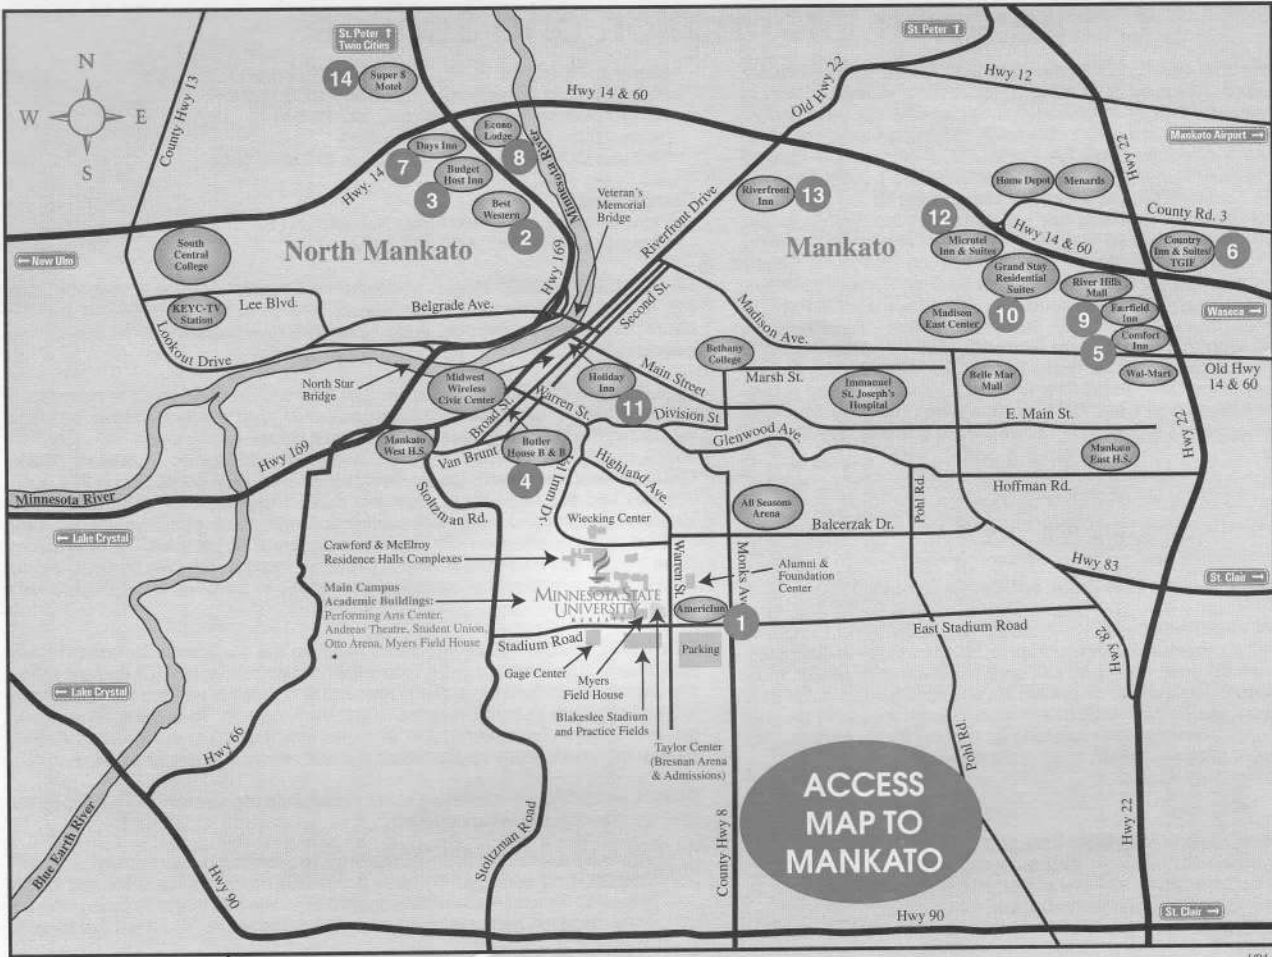 St. Peter ↑
Twin Cities
St. Peter ↑
N
W
E
S
County Hwy 13
14
Super 8
Motel
Hwy 14 & 60
Old Hwy 22
Hwy 12
Mankato Airport →
Hwy 22
Econo
Lodge
8
Days Inn
7
Hwy. 14
Budget
Host Inn
3
Best
Western
2
Minnesota River
Veteran's
Memorial
Bridge
Riverfront Drive
Riverfront
Inn
13
Home Depot
Menards
County Rd. 3
12
Microtel
Inn & Suites
Hwy 14 & 60
Country
Inn & Suites/
TGIF
6
South
Central
College
North Mankato
Mankato
← New Ulm
Hwy 169
Grand Stay
Residential
Suites
10
River Hills
Mall
9
Fairfield
Inn
Waseca →
KEYC-TV
Station
Lee Blvd.
Belgrade Ave.
Second St.
Madison Ave.
Madison
East Center
Comfort
Inn
5
Lookout Drive
Bethany
College
Marsh St.
Wal-Mart
Old Hwy
14 & 60
North Star
Bridge
Midwest
Wireless
Civic Center
Holiday
Inn
11
Main Street
Immanuel
St. Joseph's
Hospital
Belle Mar
Mall
Warren St.
Broad St.
Division St
E. Main St.
Hwy 22
Glenwood Ave.
Mankato
West H.S.
Van Brunt
Butler
House B & B
4
Mankato
East H.S.
Hwy 169
Minnesota River
Highland Ave.
Hoffman Rd.
Stoltzman Rd.
All Seasons
Arena
Pohl Rd.
Wiecking Center
Balcerzak Dr.
← Lake Crystal
Crawford & McElroy
Residence Halls Complexes
Warren St.
Monks Av
Alumni &
Foundation
Center
Hwy 83
St. Clair →
Main Campus
Academic Buildings:
Performing Arts Center,
Andreas Theatre, Student Union,
Otto Arena, Myers Field House
MINNESOTA STATE
UNIVERSITY
AmericInn
1
East Stadium Road
Stadium Road
Hwy 82
Parking
Gage Center
Myers
Field House
← Lake Crystal
Blakeslee Stadium
and Practice Fields
Hwy 66
Taylor Center
(Bresnan Arena
& Admissions)
Pohl Rd.
ACCESS
MAP TO
MANKATO
Blue Earth River
Stoltzman Road
County Hwy 8
Hwy 22
Hwy 90
Hwy 90
St. Clair →